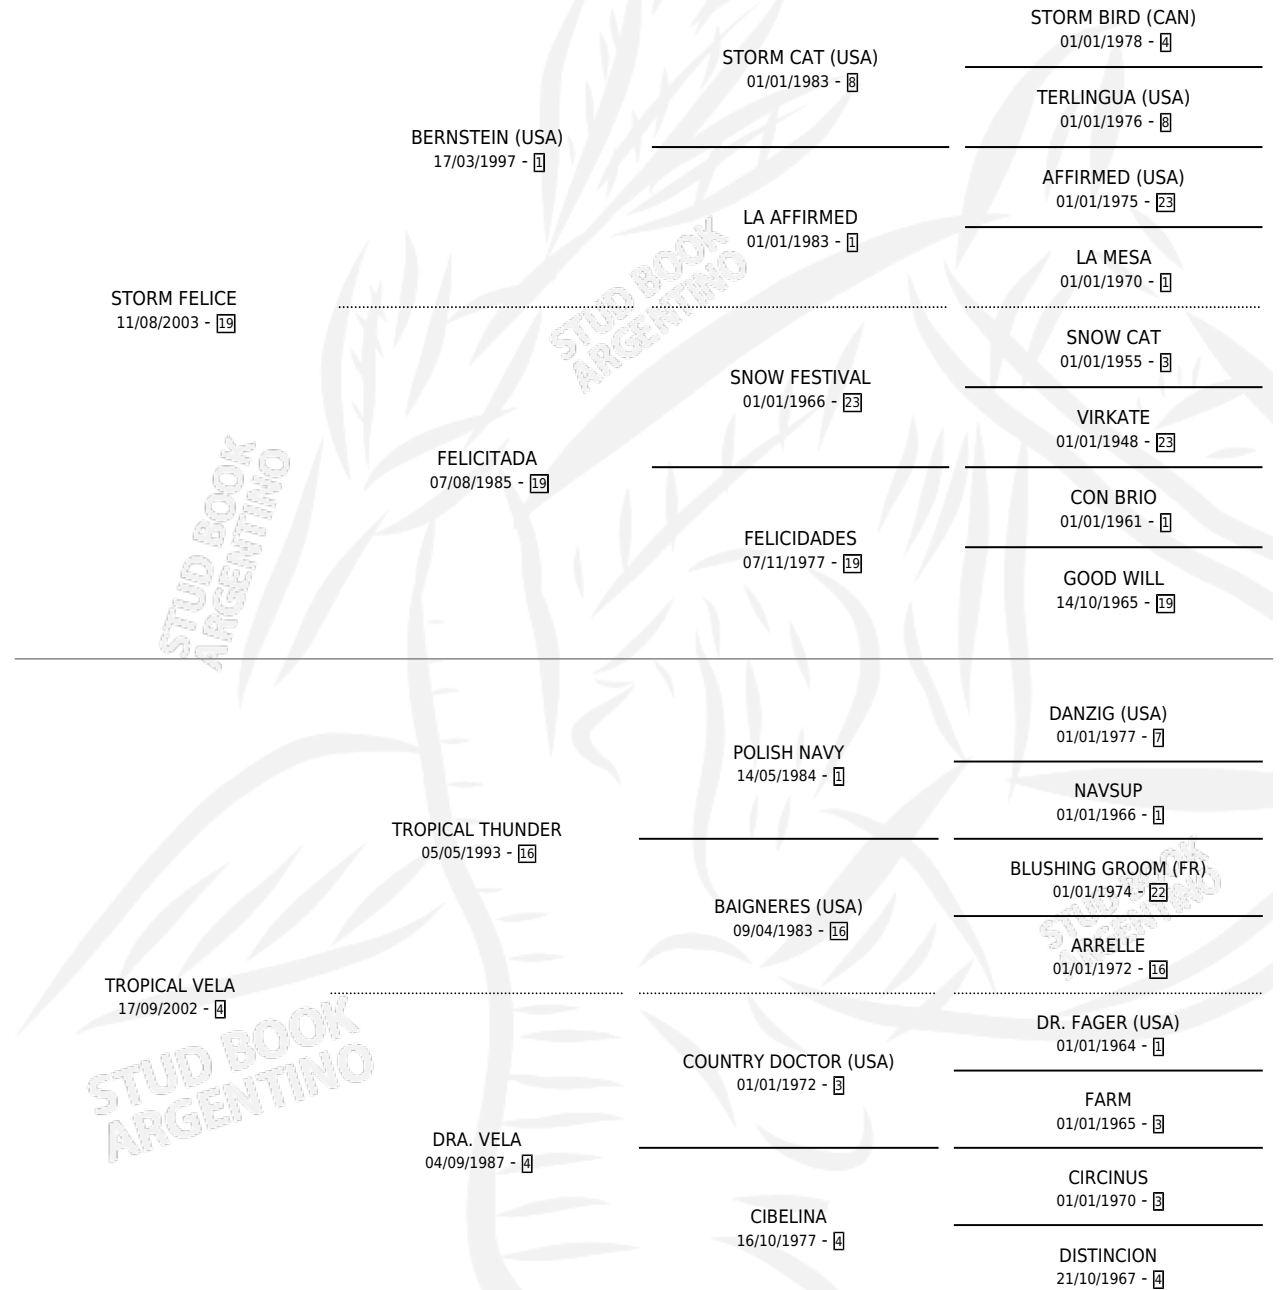 STORM BIRD (CAN)
01/01/1978 - 4
STORM CAT (USA)
01/01/1983 - 8
TERLINGUA (USA)
01/01/1976 - 8
BERNSTEIN (USA)
17/03/1997 - 1
AFFIRMED (USA)
01/01/1975 - 23
LA AFFIRMED
01/01/1983 - 1
LA MESA
01/01/1970 - 1
STORM FELICE
11/08/2003 - 19
SNOW CAT
01/01/1955 - 3
SNOW FESTIVAL
01/01/1966 - 23
VIRKATE
01/01/1948 - 23
FELICITADA
07/08/1985 - 19
CON BRIO
01/01/1961 - 1
FELICIDADES
07/11/1977 - 19
GOOD WILL
14/10/1965 - 19
DANZIG (USA)
01/01/1977 - 7
POLISH NAVY
14/05/1984 - 1
NAVSUP
01/01/1966 - 1
TROPICAL THUNDER
05/05/1993 - 16
BLUSHING GROOM (FR)
01/01/1974 - 22
BAIGNERES (USA)
09/04/1983 - 16
ARRELLE
01/01/1972 - 16
TROPICAL VELA
17/09/2002 - 4
DR. FAGER (USA)
01/01/1964 - 1
COUNTRY DOCTOR (USA)
01/01/1972 - 3
FARM
01/01/1965 - 3
DRA. VELA
04/09/1987 - 4
CIRCINUS
01/01/1970 - 3
CIBELINA
16/10/1977 - 4
DISTINCION
21/10/1967 - 4
STUD BOOK
ARGENTINO
STUD BOOK
ARGENTINO
STUD BOOK
ARGENTINO
STUD BOOK
ARGENTINO